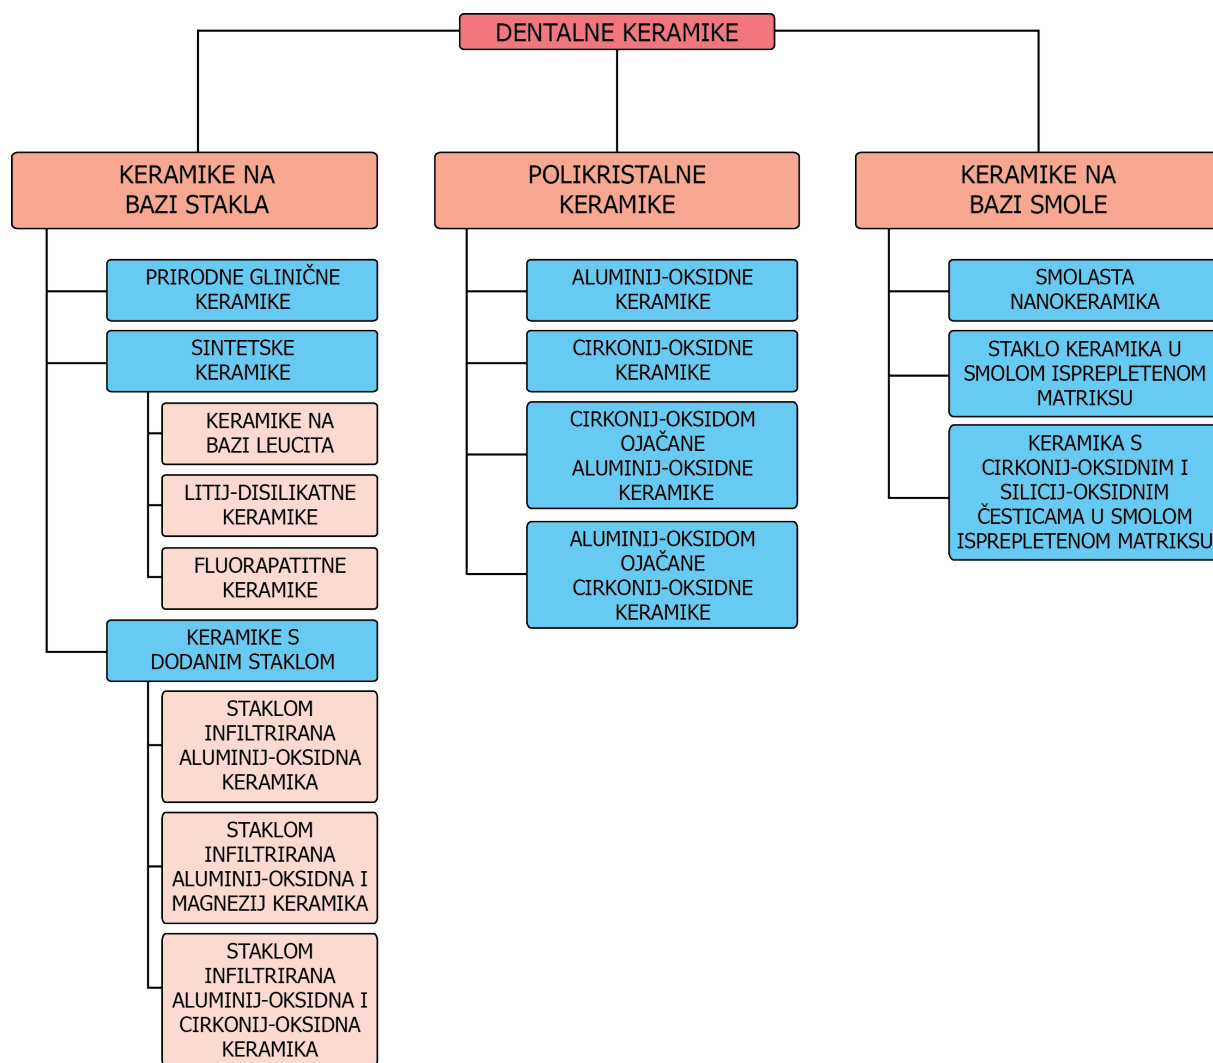 DENTALNE KERAMIKE
KERAMIKE NA
BAZI STAKLA
PRIRODNE GLINIČNE
KERAMIKE
SINTETSKE
KERAMIKE
KERAMIKE NA
BAZI LEUCITA
LITIJ-DISILIKATNE
KERAMIKE
FLUORAPATITNE
KERAMIKE
KERAMIKE S
DODANIM STAKLOM
STAKLOM
INFILTRIRANA
ALUMINIJ-OKSIDNA
KERAMIKA
STAKLOM
INFILTRIRANA
ALUMINIJ-OKSIDNA I
MAGNEZIJ KERAMIKA
STAKLOM
INFILTRIRANA
ALUMINIJ-OKSIDNA I
CIRKONIJ-OKSIDNA
KERAMIKA
POLIKRISTALNE
KERAMIKE
ALUMINIJ-OKSIDNE
KERAMIKE
CIRKONIJ-OKSIDNE
KERAMIKE
CIRKONIJ-OKSIDOM
OJAČANE
ALUMINIJ-OKSIDNE
KERAMIKE
ALUMINIJ-OKSIDOM
OJAČANE
CIRKONIJ-OKSIDNE
KERAMIKE
KERAMIKE NA
BAZI SMOLE
SMOLASTA
NANOKERAMIKA
STAKLO KERAMIKA U
SMOLOM ISPREPLETENOM
MATRIKSU
KERAMIKA S
CIRKONIJ-OKSIDNIM I
SILICIJ-OKSIDNIM
ČESTICAMA U SMOLOM
ISPREPLETENOM MATRIKSU